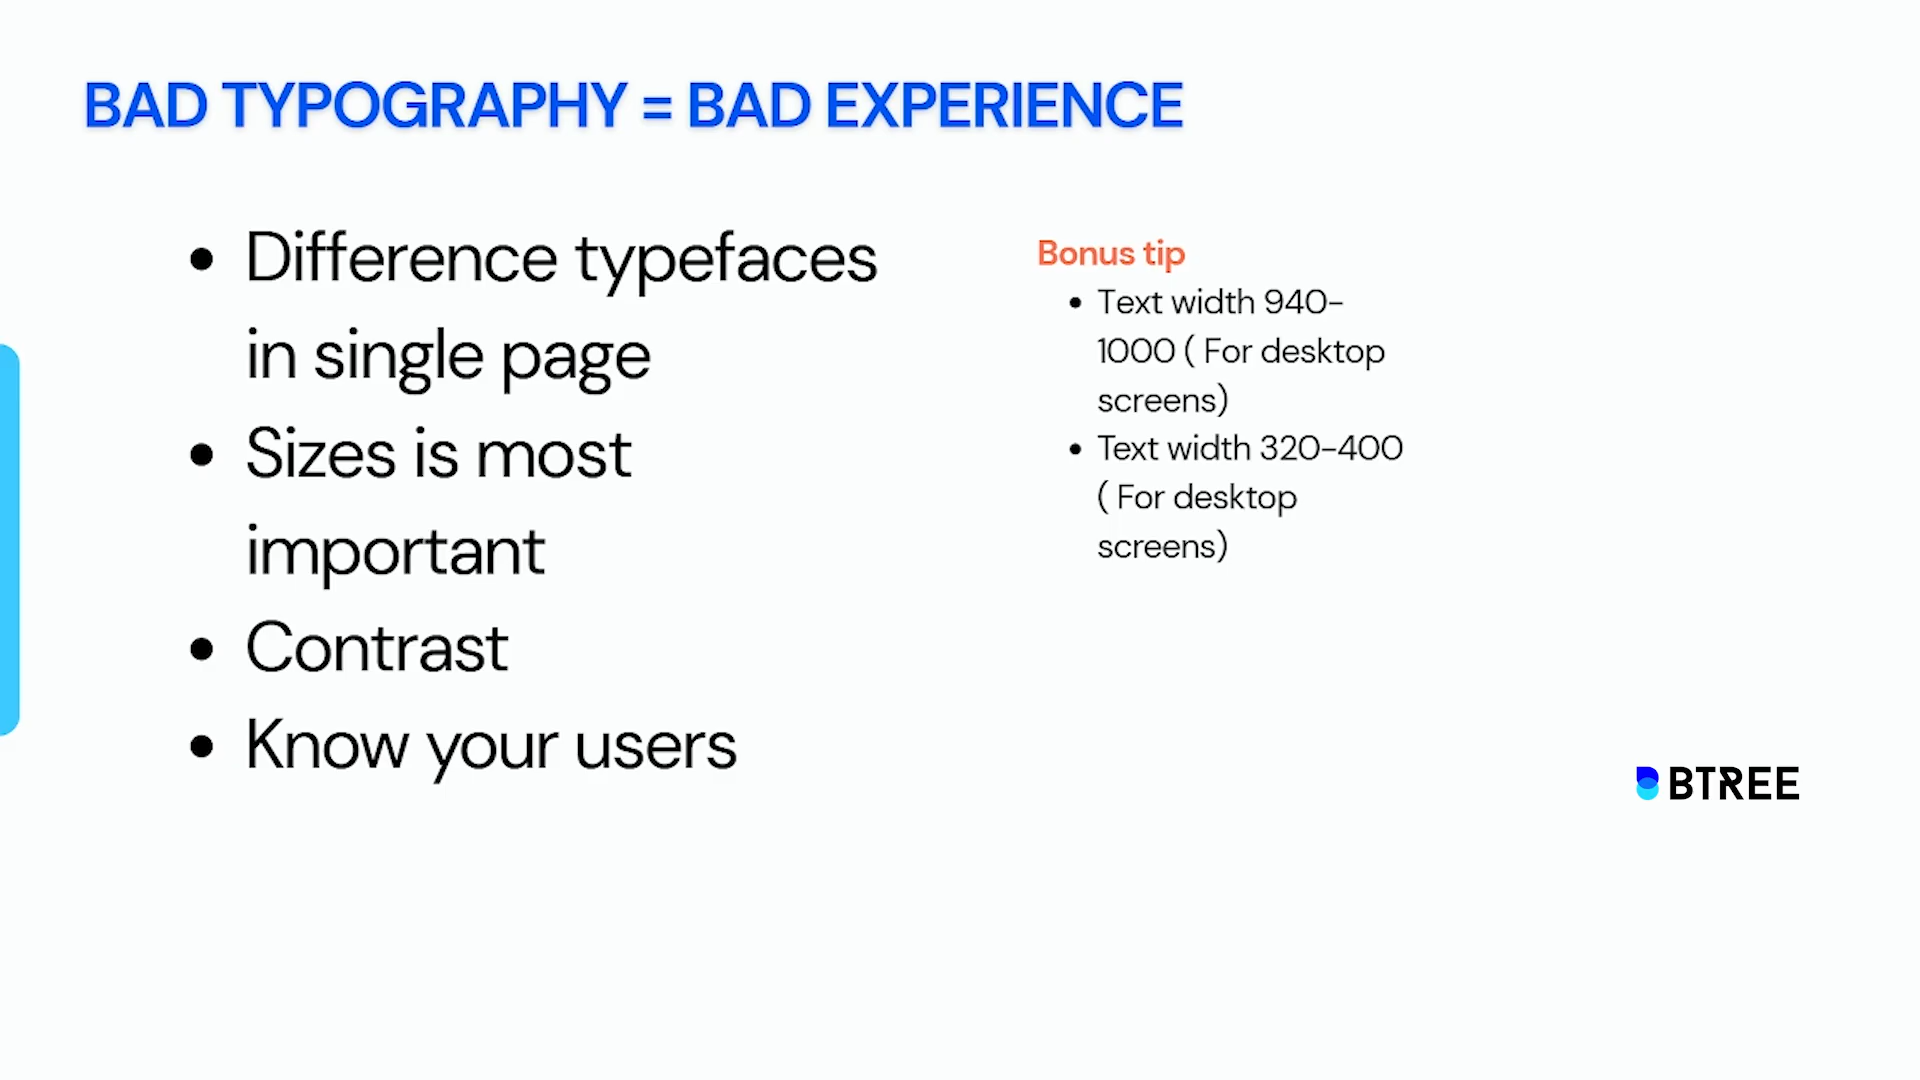 BAD TYPOGRAPHY = BAD EXPERIENCE
• Difference typefaces
in single page
• Sizes is most
important
• Contrast
• Know your users
Bonus tip
• Text width 940-
1000 ( For desktop
screens)
• Text width 320-400
( For desktop
screens)
BTREE